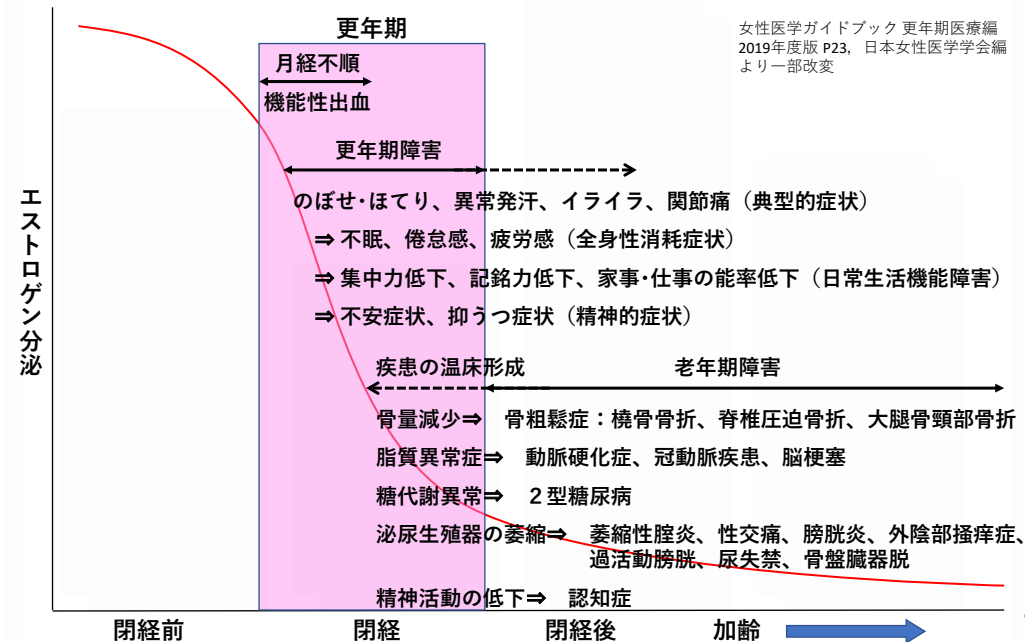 更年期
女性医学ガイドブック 更年期医療編
2019年度版 P23, 日本女性医学学会編
より一部改変
月経不順
機能性出血
更年期障害
のぼせ・ほてり、異常発汗、イライラ、関節痛（典型的症状）
⇒ 不眠、倦怠感、疲労感（全身性消耗症状）
⇒ 集中力低下、記銘力低下、家事・仕事の能率低下（日常生活機能障害）
⇒ 不安症状、抑うつ症状（精神的症状）
エストロゲン分泌
疾患の温床形成 老年期障害
骨量減少⇒ 骨粗鬆症：橈骨骨折、脊椎圧迫骨折、大腿骨頸部骨折
脂質異常症⇒ 動脈硬化症、冠動脈疾患、脳梗塞
糖代謝異常⇒ ２型糖尿病
泌尿生殖器の萎縮⇒ 萎縮性腟炎、性交痛、膀胱炎、外陰部掻痒症、
過活動膀胱、尿失禁、骨盤臓器脱
精神活動の低下⇒ 認知症
閉経前 閉経 閉経後 加齢